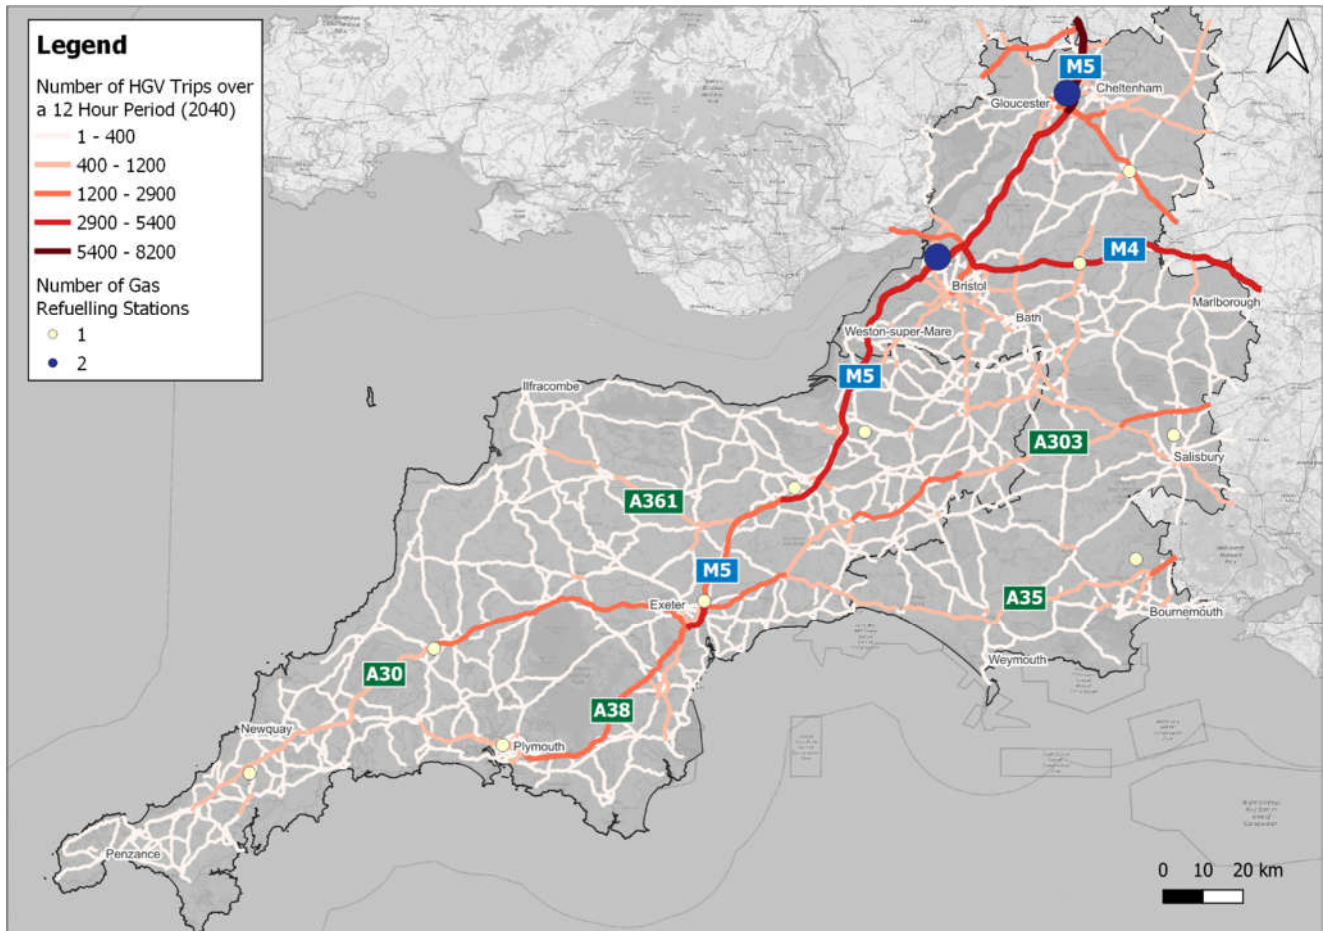 Legend
Number of HGV Trips over
a 12 Hour Period (2040)
1 - 400
400 - 1200
1200 - 2900
2900 - 5400
5400 - 8200
Number of Gas
Refuelling Stations
1
2
M5
Cheltenham
Gloucester
M4
Bristol
Marlborough
Bath
Weston-super-Mare
M5
Ilfracombe
A303
Salisbury
A361
M5
Exeter
A35
Bournemouth
Weymouth
A30
A38
Newquay
Plymouth
Penzance
0 10 20 km